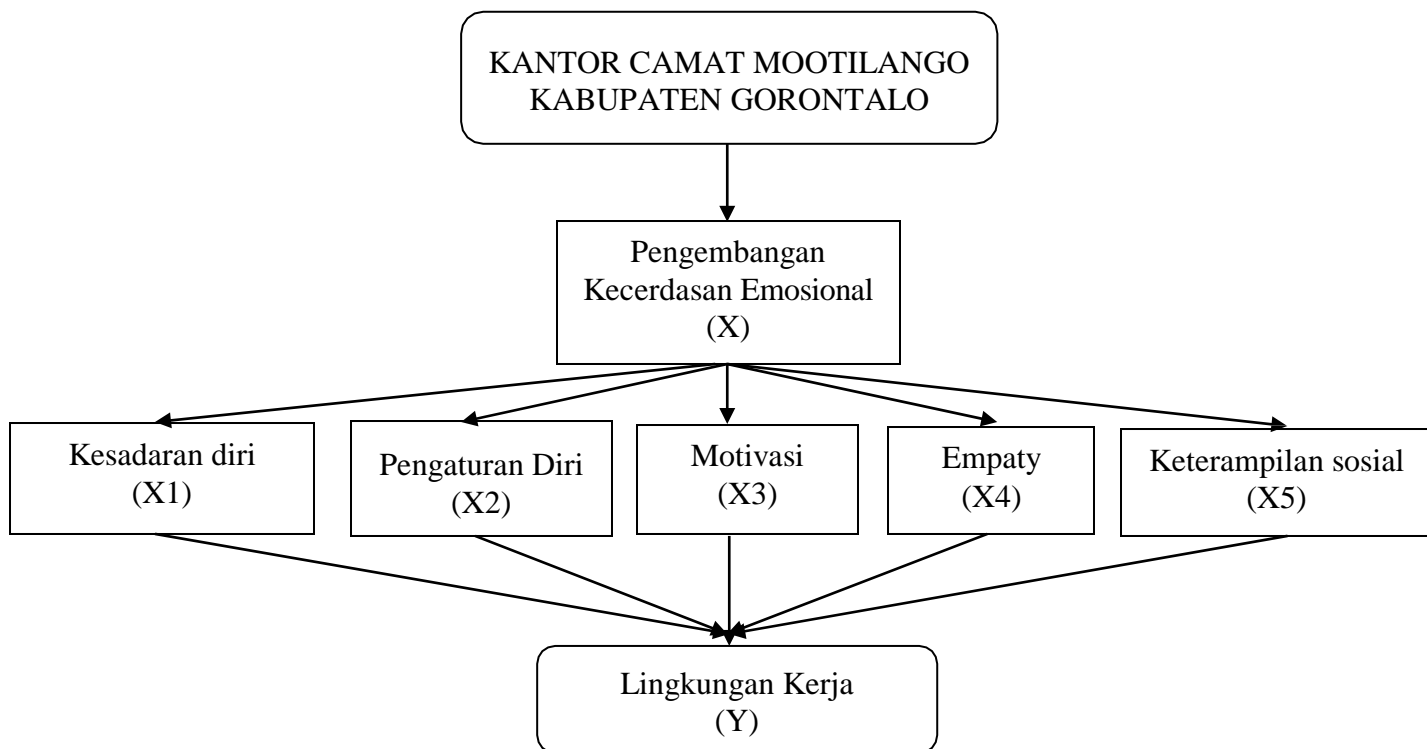 KANTOR CAMAT MOOTILANGO
KABUPATEN GORONTALO
Pengembangan
Kecerdasan Emosional
(X)
Kesadaran diri
(X1)
Pengaturan Diri
(X2)
Motivasi
(X3)
Empaty
(X4)
Keterampilan sosial
(X5)
Lingkungan Kerja
(Y)